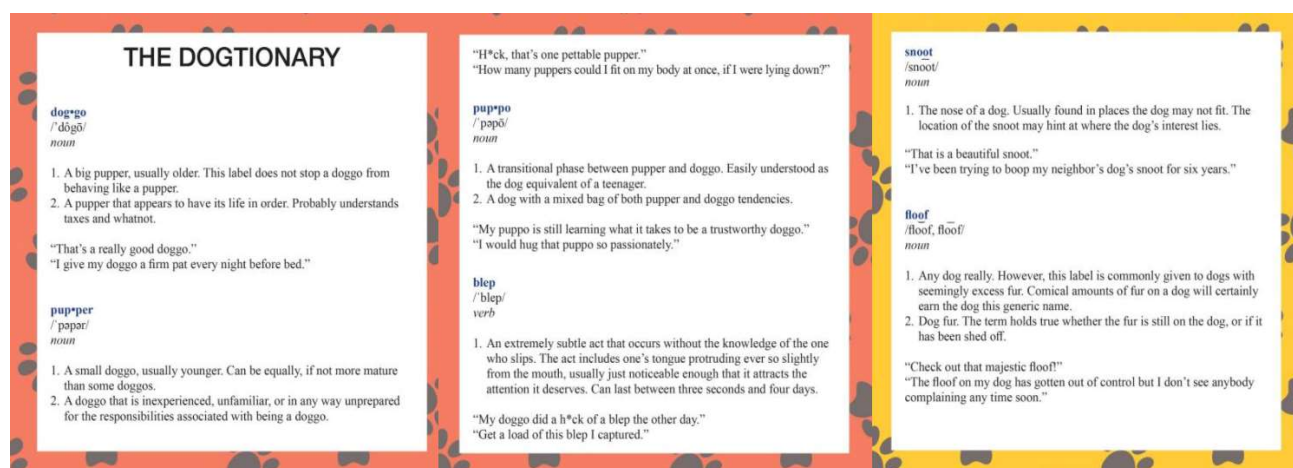 THE DOGTIONARY
dog•go
/ˈdógō/
noun
1. A big pupper, usually older. This label does not stop a doggo from
behaving like a pupper.
2. A pupper that appears to have its life in order. Probably understands
taxes and whatnot.
“That’s a really good doggo.”
“I give my doggo a firm pat every night before bed.”
pup•per
/ˈpəpər/
noun
1. A small doggo, usually younger. Can be equally, if not more mature
than some doggos.
2. A doggo that is inexperienced, unfamiliar, or in any way unprepared
for the responsibilities associated with being a doggo.
“H*ck, that’s one pettable pupper.”
“How many puppers could I fit on my body at once, if I were lying down?”
pup•po
/ˈpəpō/
noun
1. A transitional phase between pupper and doggo. Easily understood as
the dog equivalent of a teenager.
2. A dog with a mixed bag of both pupper and doggo tendencies.
“My puppo is still learning what it takes to be a trustworthy doggo.”
“I would hug that puppo so passionately.”
blep
/ˈblep/
verb
1. An extremely subtle act that occurs without the knowledge of the one
who slips. The act includes one’s tongue protruding ever so slightly
from the mouth, usually just noticeable enough that it attracts the
attention it deserves. Can last between three seconds and four days.
“My doggo did a h*ck of a blep the other day.”
“Get a load of this blep I captured.”
snoot
/sno͞ot/
noun
1. The nose of a dog. Usually found in places the dog may not fit. The
location of the snoot may hint at where the dog’s interest lies.
“That is a beautiful snoot.”
“I’ve been trying to boop my neighbor’s dog’s snoot for six years.”
floof
/flo͞of, flo͞of/
noun
1. Any dog really. However, this label is commonly given to dogs with
seemingly excess fur. Comical amounts of fur on a dog will certainly
earn the dog this generic name.
2. Dog fur. The term holds true whether the fur is still on the dog, or if it
has been shed off.
“Check out that majestic floof!”
“The floof on my dog has gotten out of control but I don’t see anybody
complaining any time soon.”